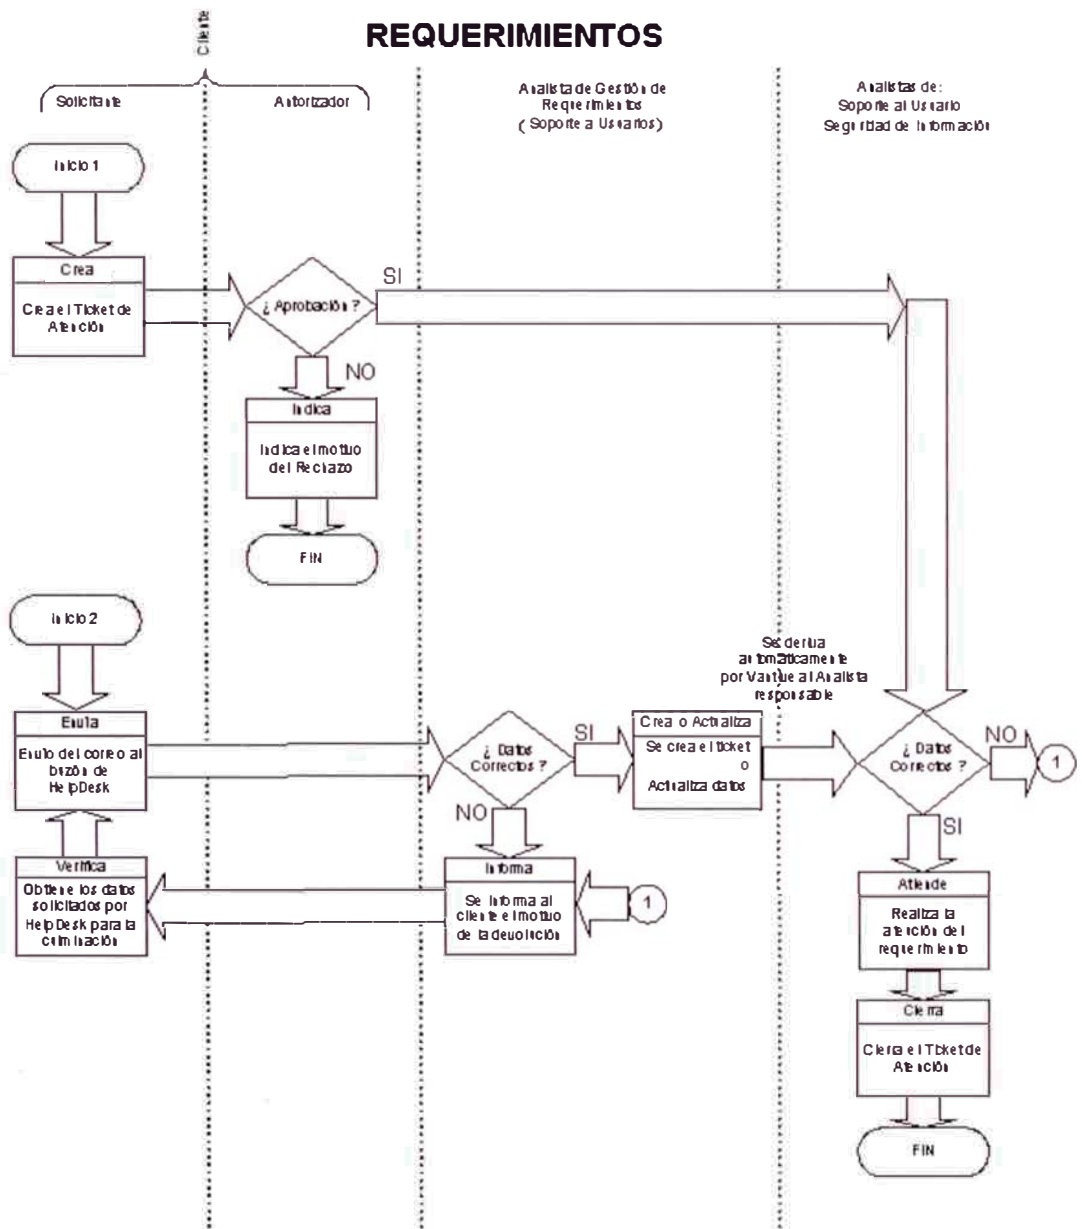 REQUERIMIENTOS
Cliente
Solicitante
Autorizador
Analista de Gestión de
Requerimientos
( Soporte a Usuarios)
Analistas de:
Soporte al Usuario
Seguridad de Información
Inicio 1
Crea
Crea el Ticket de
Atención
¿ Aprobación ?
SI
NO
Indica
Indica el motivo
del Rechazo
FIN
Inicio 2
Se deriva
automáticamente
por Vantive al Analista
responsable
Envía
Envío del correo al
buzón de
HelpDesk
¿ Datos
Correctos ?
SI
Crea o Actualiza
Se crea el ticket
o
Actualiza datos
¿ Datos
Correctos ?
NO
1
NO
SI
Verifica
Obtiene los datos
solicitados por
HelpDesk para la
culminación
Informa
Se informa al
cliente el motivo
de la devolución
1
Atiende
Realiza la
atención del
requerimiento
Cierra
Cierra el Ticket de
Atención
FIN